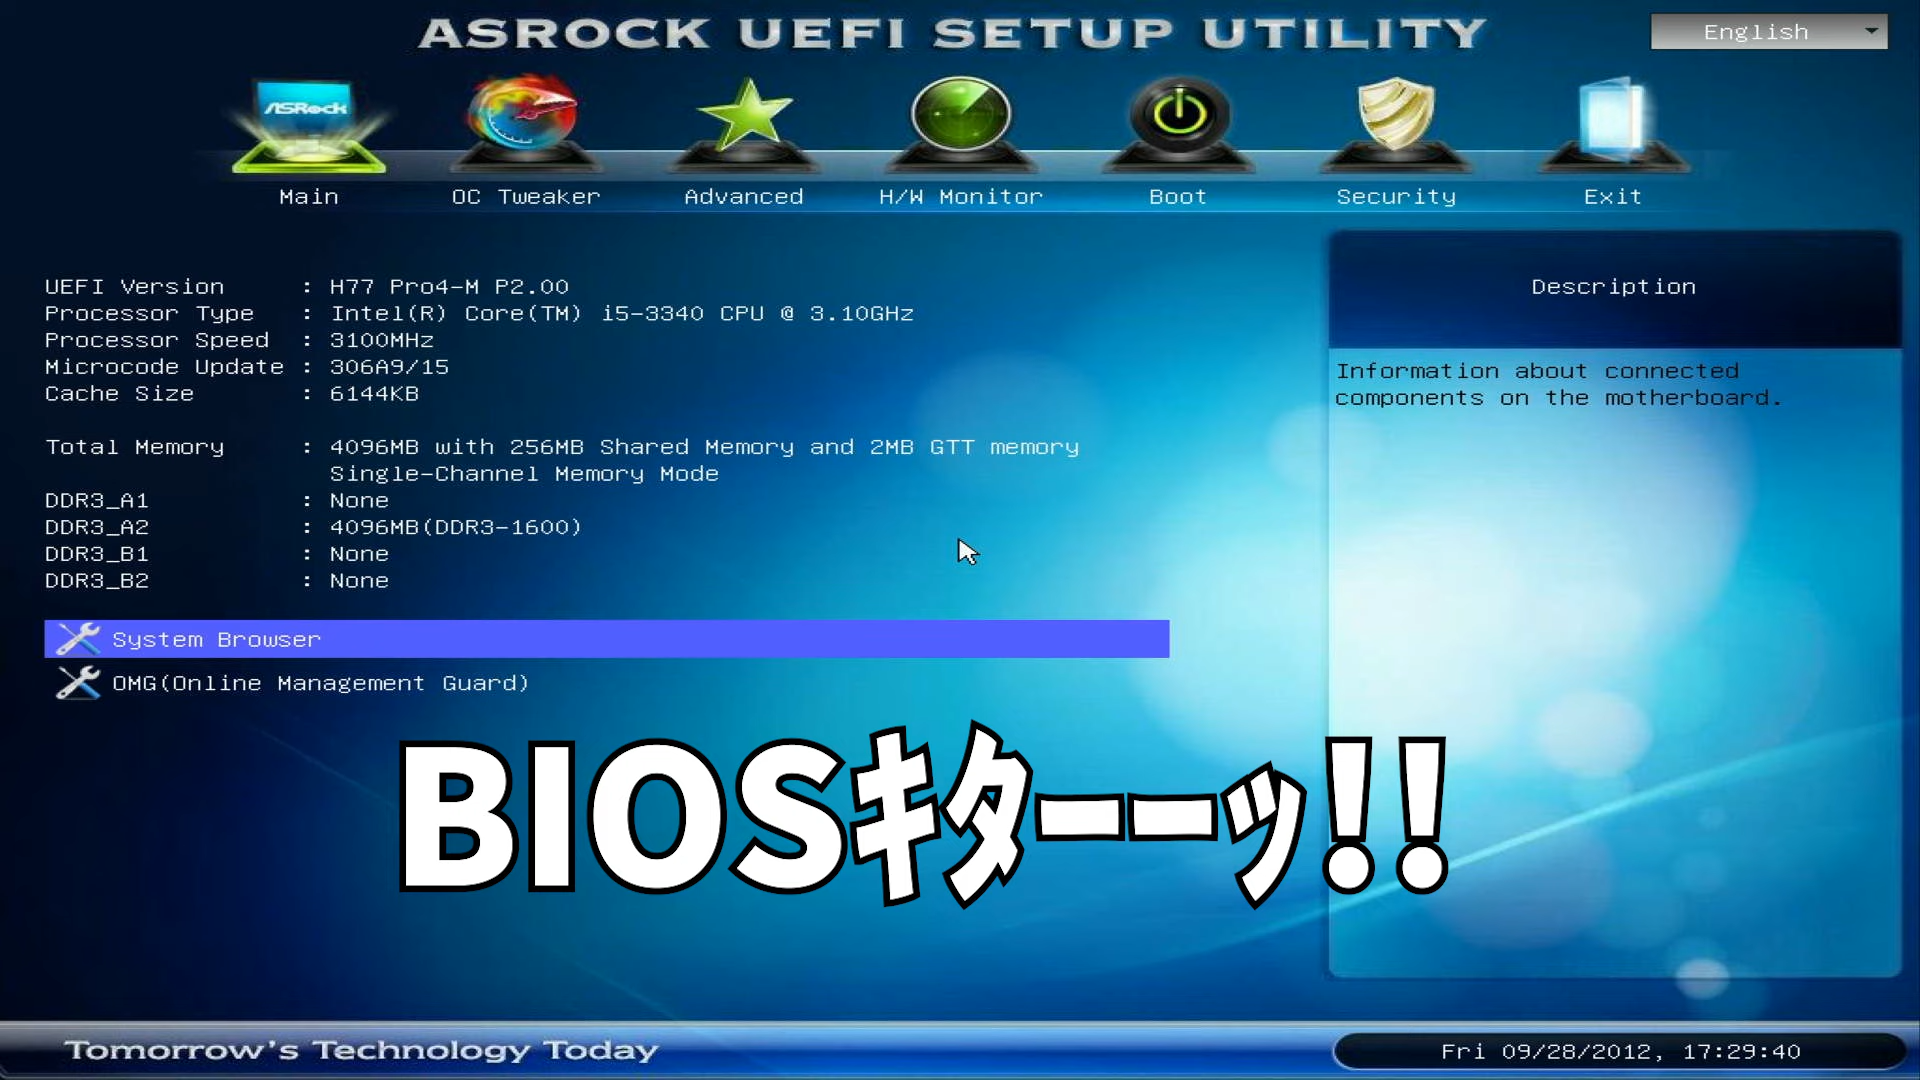 ASROCK UEFI SETUP UTILITY
English
ASRock
Main OC Tweaker Advanced H/W Monitor Boot Security Exit
UEFI Version : H77 Pro4-M P2.00
Processor Type : Intel(R) Core(TM) i5-3340 CPU @ 3.10GHz
Processor Speed : 3100MHz
Microcode Update : 306A9/15
Cache Size : 6144KB
Total Memory : 4096MB with 256MB Shared Memory and 2MB GTT memory
Single-Channel Memory Mode
DDR3_A1 : None
DDR3_A2 : 4096MB(DDR3-1600)
DDR3_B1 : None
DDR3_B2 : None
System Browser
OMG(Online Management Guard)
Description
Information about connected
components on the motherboard.
BIOSｷﾀｰｰｯ!!
Tomorrow's Technology Today
Fri 09/28/2012, 17:29:40